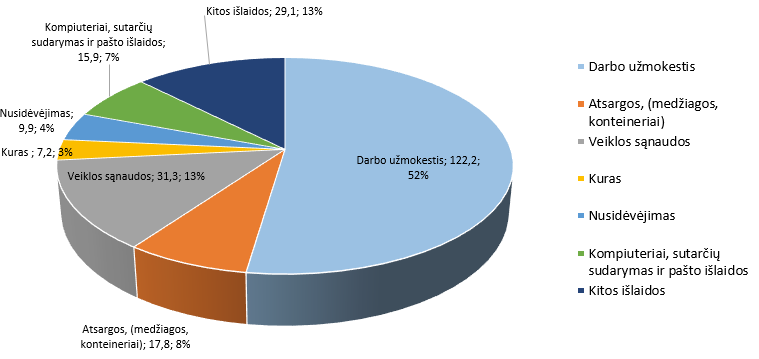 Kitos išlaidos; 29,1; 13%
Kompiuteriai, sutarčių
sudarymas ir pašto išlaidos;
15,9; 7%
Nusidėvėjimas;
9,9; 4%
Kuras ; 7,2; 3%
Veiklos sąnaudos; 31,3; 13%
Darbo užmokestis; 122,2;
52%
Atsargos, (medžiagos,
konteineriai); 17,8; 8%
Darbo užmokestis
Atsargos, (medžiagos,
konteineriai)
Veiklos sąnaudos
Kuras
Nusidėvėjimas
Kompiuteriai, sutarčių
sudarymas ir pašto išlaidos
Kitos išlaidos